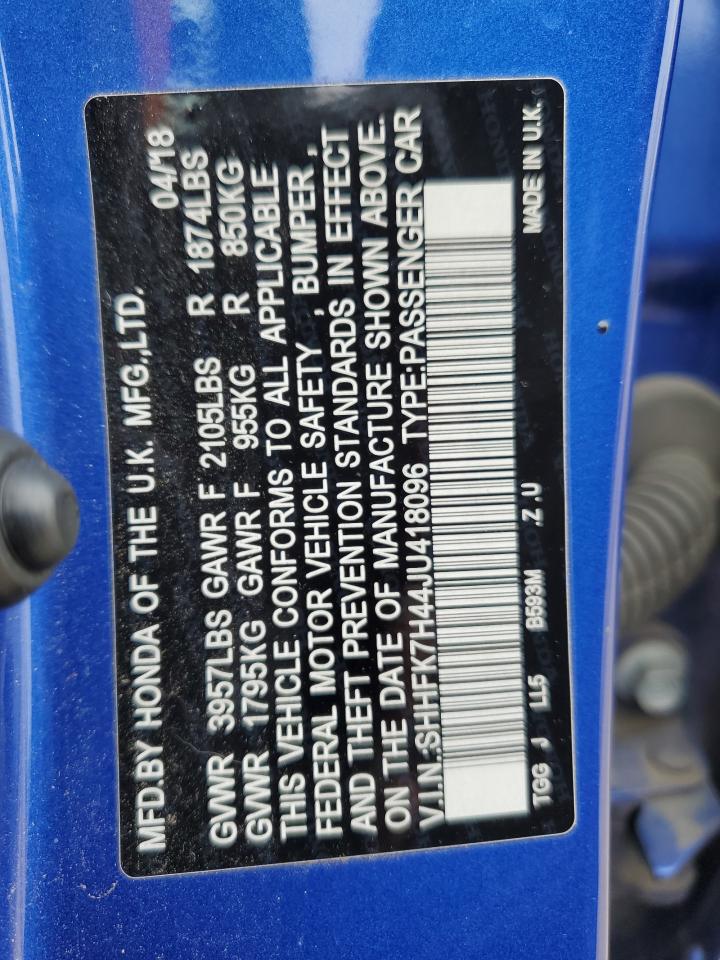 MFD.BY HONDA OF THE U.K. MFG.,LTD. 04/18
GVWR 3957LBS GAWR F 2105LBS R 1874LBS
GVWR 1795KG GAWR F 955KG R 850KG
THIS VEHICLE CONFORMS TO ALL APPLICABLE
FEDERAL MOTOR VEHICLE SAFETY , BUMPER ,
AND THEFT PREVENTION STANDARDS IN EFFECT
ON THE DATE OF MANUFACTURE SHOWN ABOVE.
V.I.N.:SHHFK7H44JU418096 TYPE:PASSENGER CAR
TGG J LL5 B593M .Z .U MADE IN U.K.